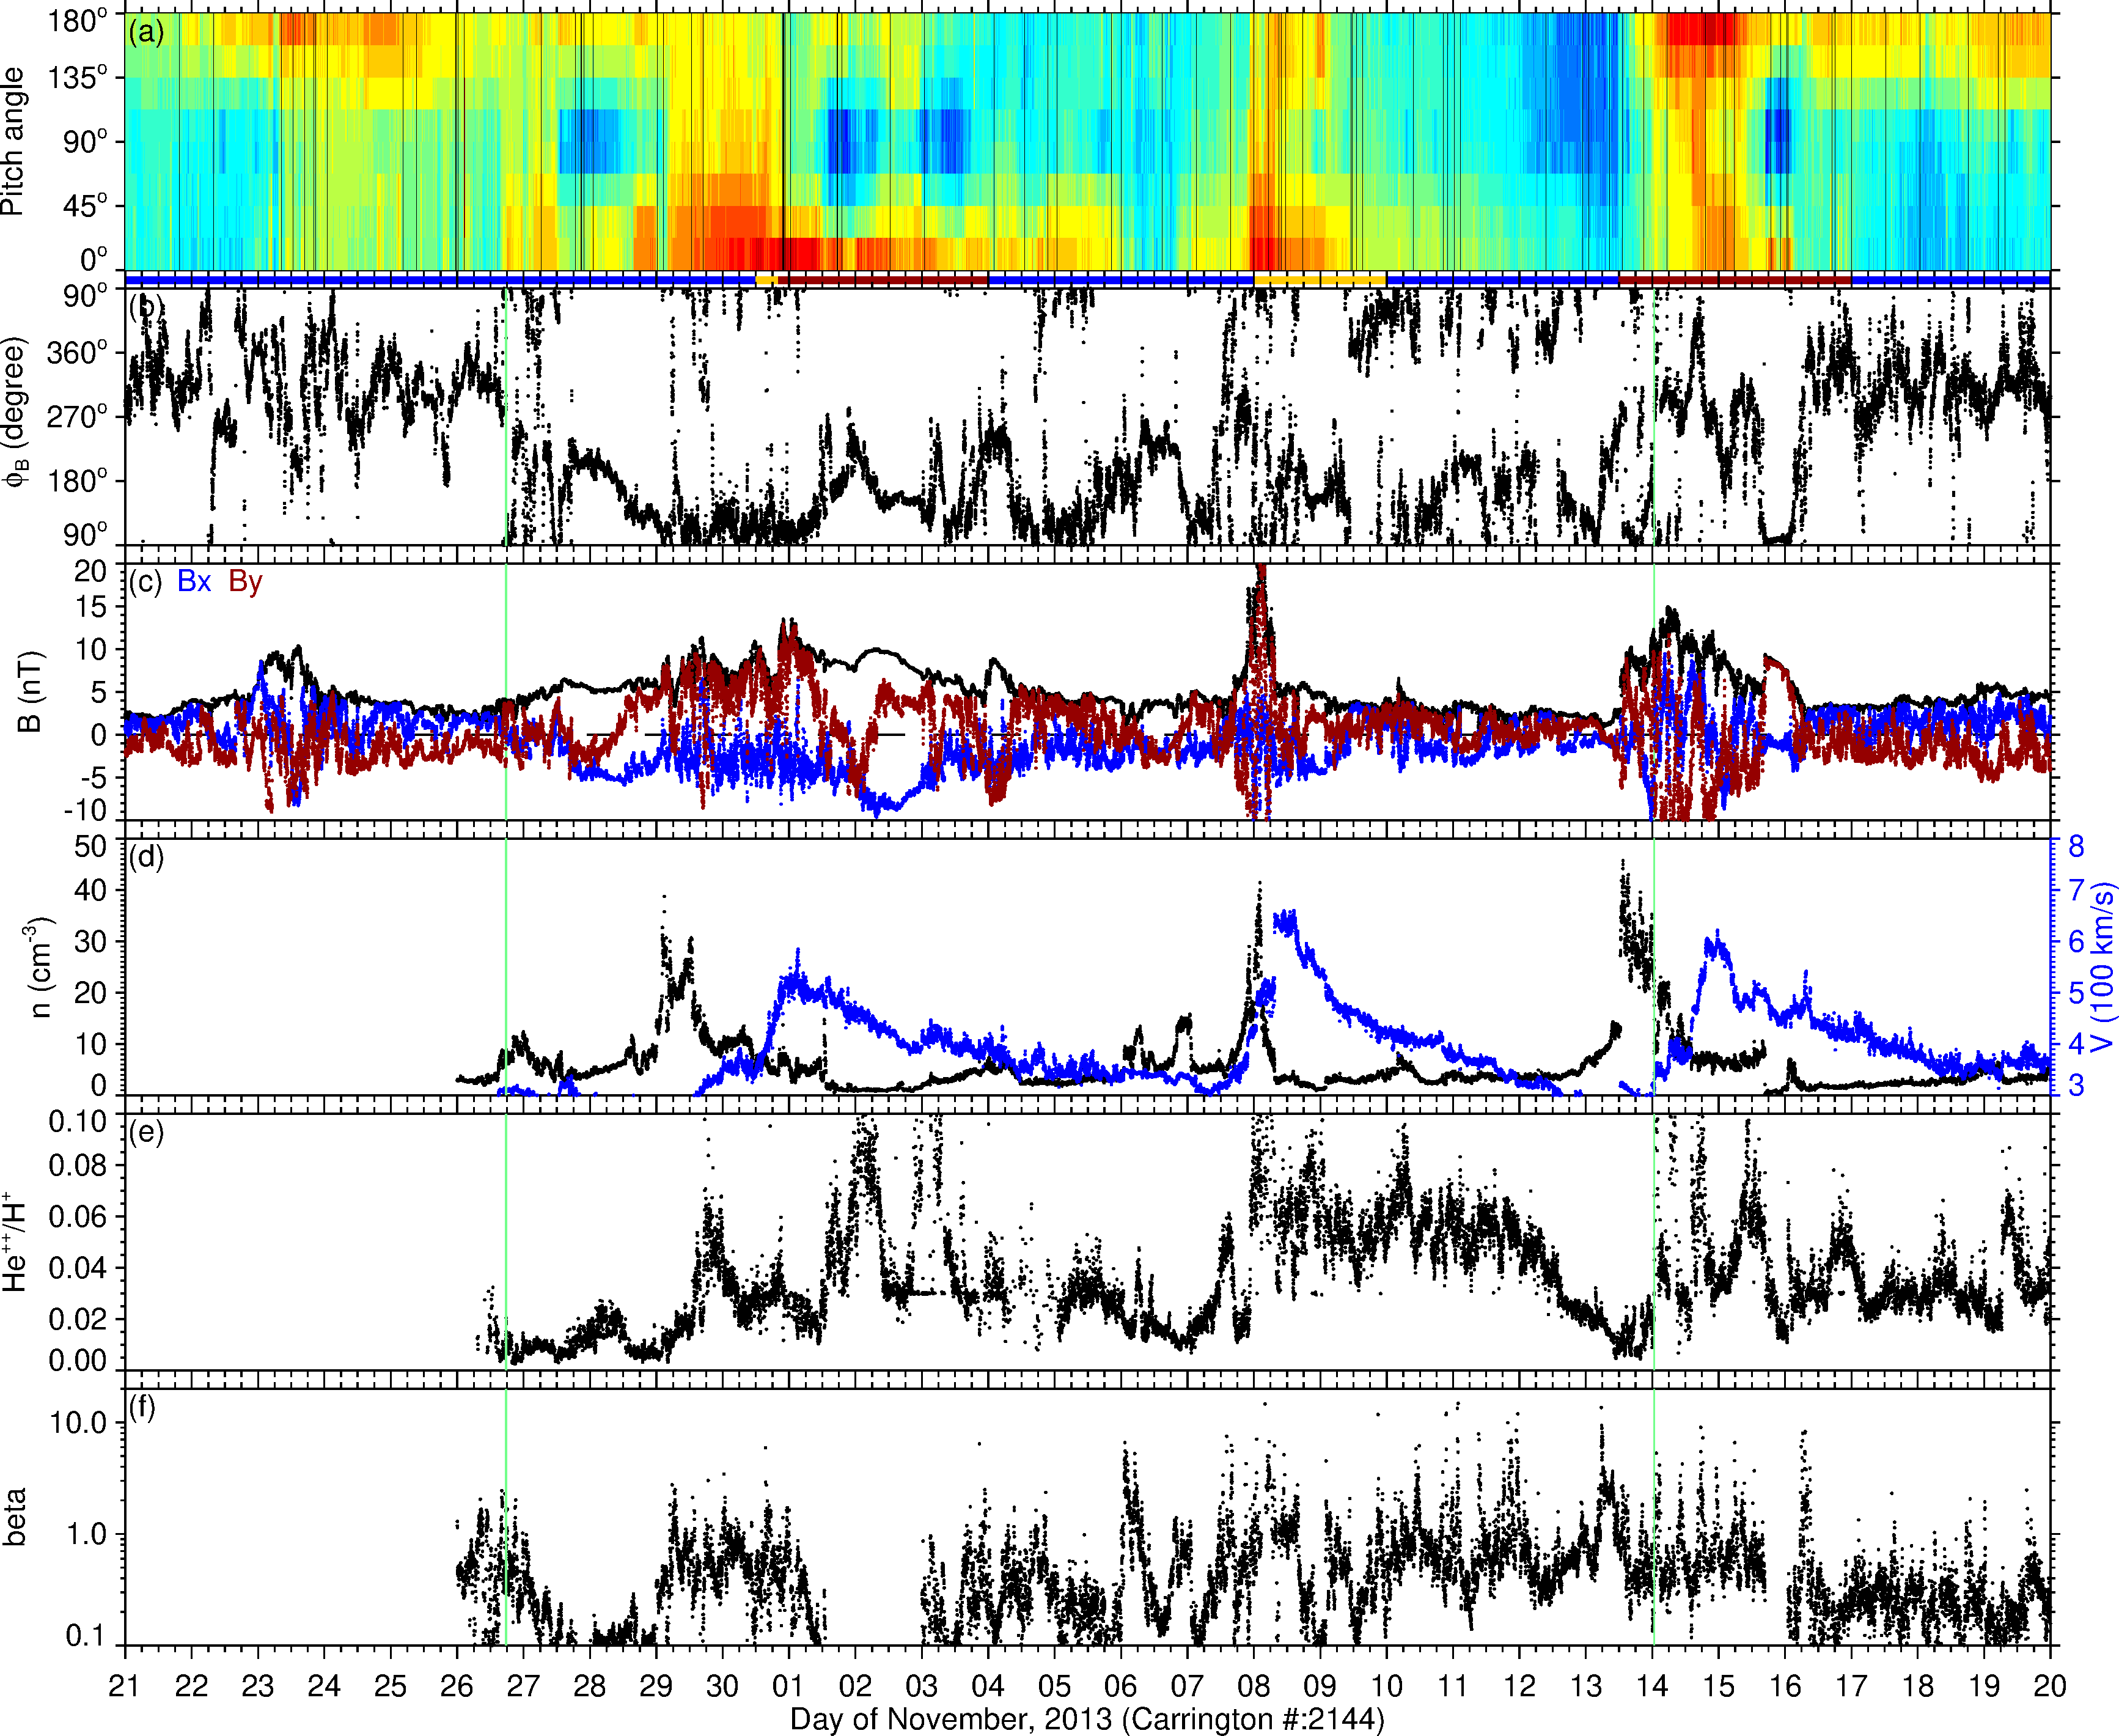 (a)
Pitch angle
180°
135°
90°
45°
0°
(b)
ϕB (degree)
90°
360°
270°
180°
90°
(c) Bx By
B (nT)
20
15
10
5
0
-5
-10
(d)
n (cm-3)
50
40
30
20
10
0
8
7
6
5
4
3
V (100 km/s)
(e)
He++/H+
0.10
0.08
0.06
0.04
0.02
0.00
(f)
beta
10.0
1.0
0.1
21 22 23 24 25 26 27 28 29 30 01 02 03 04 05 06 07 08 09 10 11 12 13 14 15 16 17 18 19 20
Day of November, 2013 (Carrington #:2144)